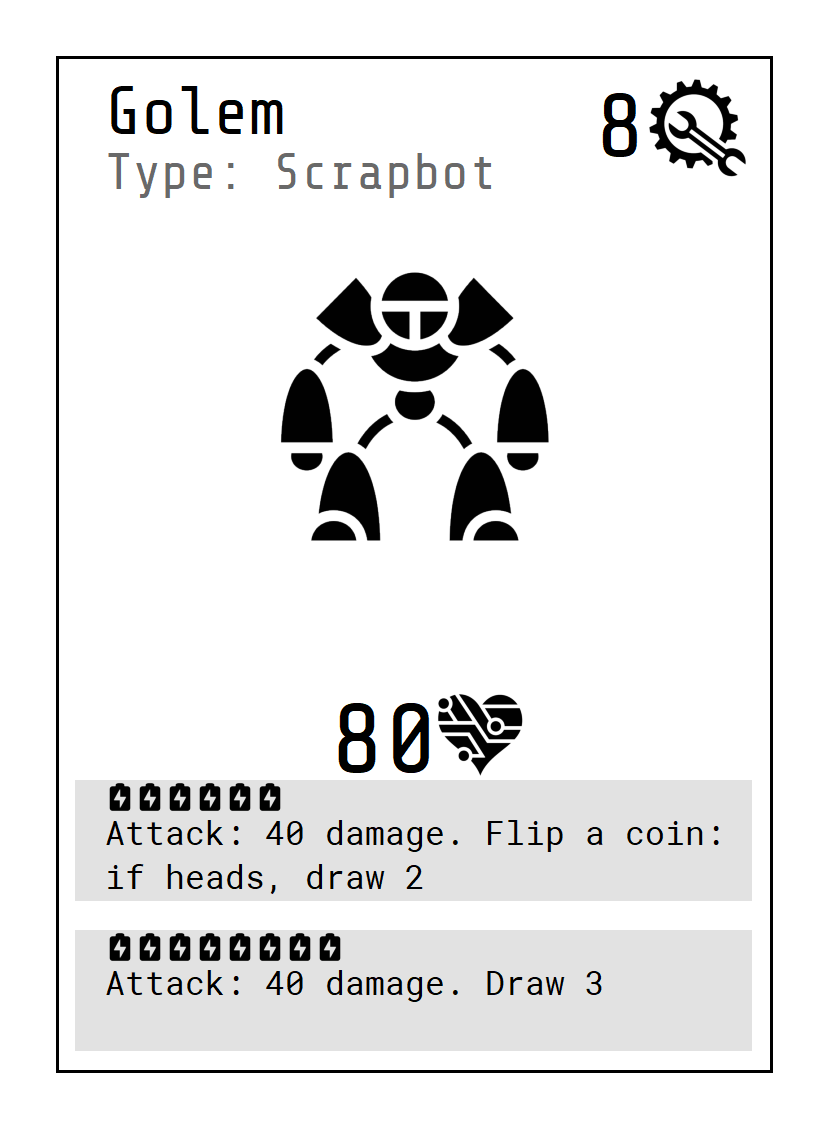 Golem
8
Type: Scrapbot
80
Attack: 40 damage. Flip a coin:
if heads, draw 2
Attack: 40 damage. Draw 3